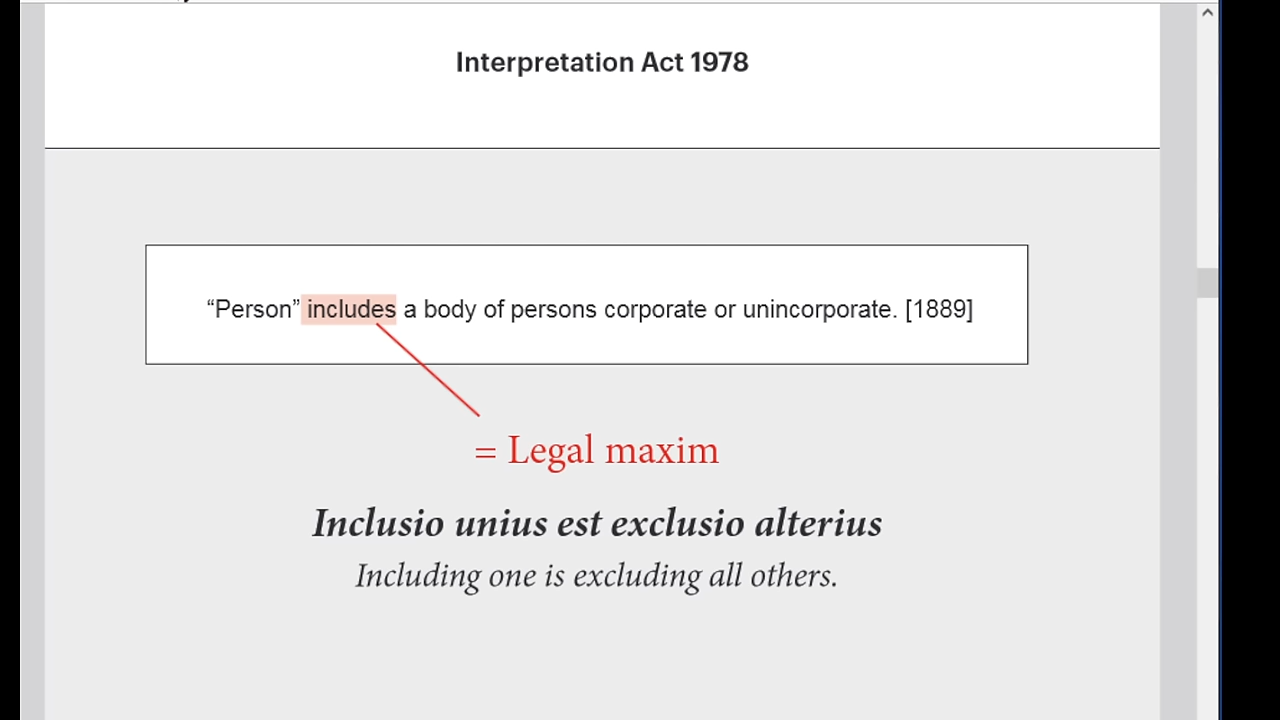 Interpretation Act 1978
“Person” includes a body of persons corporate or unincorporate. [1889]
= Legal maxim
Inclusio unius est exclusio alterius
Including one is excluding all others.